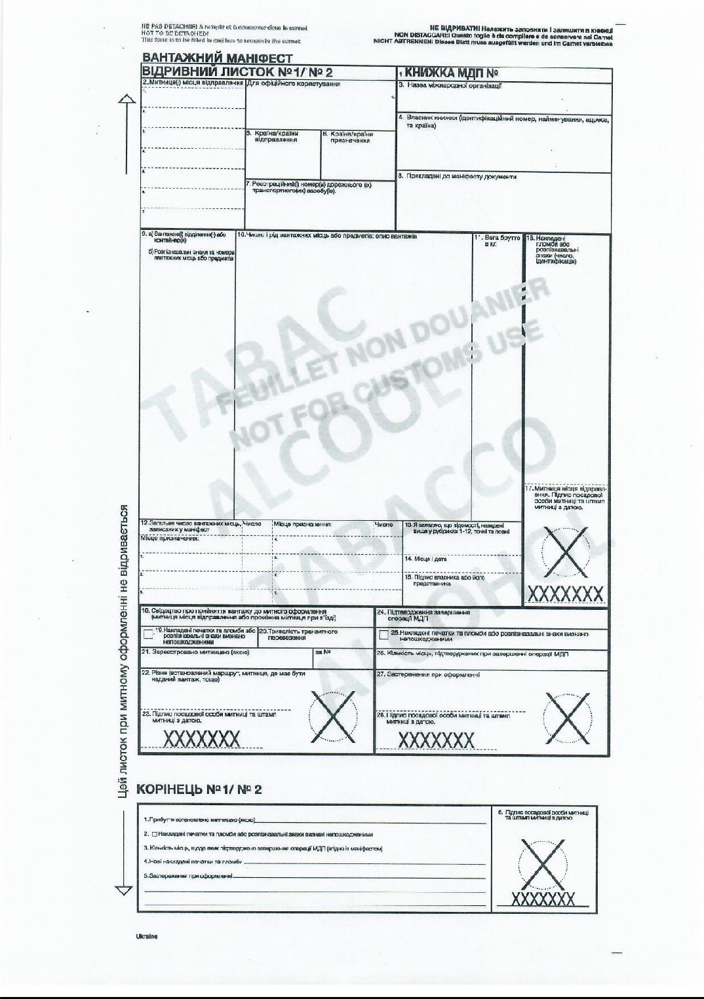 NE PAS DETACHER! A remplir et à conserver dans le carnet
NOT TO BE DETACHED!
This form is to be filled in and has to remain in the carnet
НЕ ВІДРИВАТИ! Належить заповнити і залишити в книжці
NON DISTACCARE! Questo foglio è da compilare e da conservare nel Carnet
NICHT ABTRENNEN! Dieses Blatt muss ausgefüllt werden und im Carnet verbleiben
ВАНТАЖНИЙ МАНІФЕСТ
ВІДРИВНИЙ ЛИСТОК №1/ № 2
1 КНИЖКА МДП №
2.Митниця(і) місця відправлення
1.
2.
3.
4.
5.
6.
7.
Для офіційного користування
3. Назва міжнародної організації
4. Власник книжки (ідентифікаційний номер, найменування, адреса,
та країна)
5. Країна/країни
відправлення
6. Країна/країни
призначення
7. Реєстраційний(і) номер(и) дорожнього (іх)
транспортного(их) засобу(ів).
8. Прикладені до маніфесту документи
9. а) Вантажне(і) відділення(-) або
контейнер(и)
б) Розпізнавальні знаки та номери
вантажних місць або предметів
10.Число і рід вантажних місць або предметів; опис вантажів
11. Вага брутто
в кг.
16. Накладені
пломби або
розпізнавальні
знаки (число,
ідентифікація)
TABAC
FEUILLET NON DOUANIER
NOT FOR CUSTOMS USE
ALCOOL
TABACCO
ALCOHOL
17.Митниця місця відправл-
ення. Підпис посадової
особи митниці та штамп
митниці з датою.
XXXXXXX
12.Загальне число вантажних місць,
записаних у маніфест
Число
Місце призначення:
Число
Місце призначення:
1.
2.
3.
4.
5.
6.
7.
13. Я заявляю, що відомості, наведені
вище у рубриках 1-12, точні та повні
14. Місце і дата
15. Підпис власника або його
представника
18. Свідоцтво про прийняття вантажу до митного оформлення
(митниця місця відправлення або проміжна митниця при в'їзді)
19.Накладені печатки та пломби або
розпізнавальні знаки визнано
непошкодженими
20.Тривалість транзитного
перевезення
21. Зареєстровано митницею (якою)
за №
22. Різне (встановлений маршрут, митниця, де має бути
наданий вантаж, тощо)
23. Підпис посадової особи митниці та штамп
митниці з датою.
XXXXXXX
24. Підтвердження завершення
операції МДП
25.Накладені печатки та пломби або розпізнавальні знаки визнано
непошкодженими
26. Кількість місць, підтверджених при завершенні операції МДП
27. Застереження при оформленні
28. Підпис посадової особи митниці та штамп
митниці з датою.
XXXXXXX
Цей листок при митному оформленні не відривається
КОРІНЕЦЬ №1/ № 2
1.Прибуття встановлено митницею (якою)
2. Накладені печатки та пломби або розпізнавальні знаки визнані непошкодженими
3. Кількість місць, щодо яких підтверджено завершення операції МДП (згідно із маніфестом)
4.Нові накладені печатки та пломби
5.Застереження при оформленні
6. Підпис посадової особи митниці
та штамп митниці з датою
XXXXXXX
Ukraine